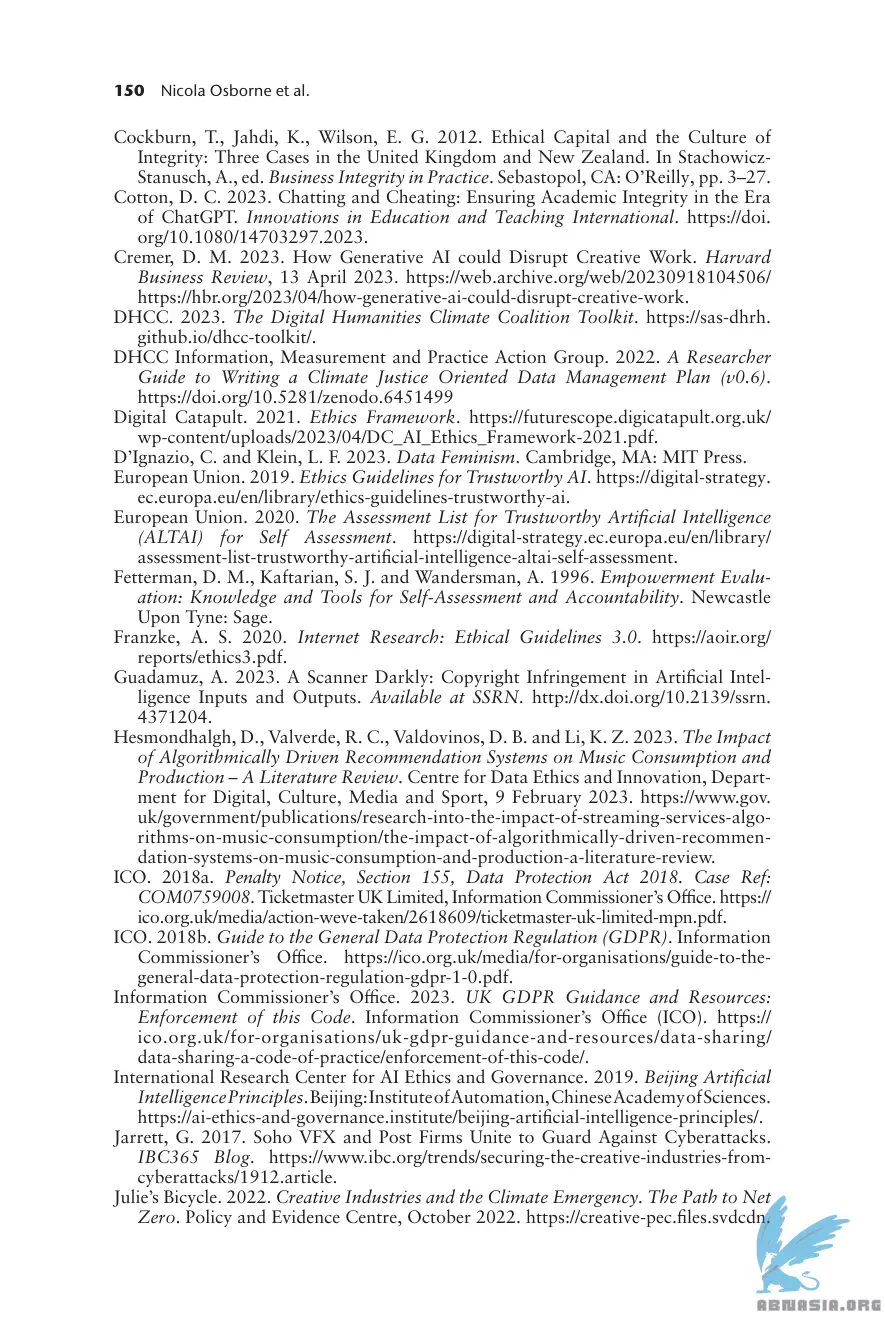 150 Nicola Osborne et al.
Cockburn, T., Jahdi, K., Wilson, E. G. 2012. Ethical Capital and the Culture of
Integrity: Three Cases in the United Kingdom and New Zealand. In Stachowicz-
Stanusch, A., ed. Business Integrity in Practice. Sebastopol, CA: O’Reilly, pp. 3–27.
Cotton, D. C. 2023. Chatting and Cheating: Ensuring Academic Integrity in the Era
of ChatGPT. Innovations in Education and Teaching International. https://doi.
org/10.1080/14703297.2023.
Cremer, D. M. 2023. How Generative AI could Disrupt Creative Work. Harvard
Business Review, 13 April 2023. https://web.archive.org/web/20230918104506/
https://hbr.org/2023/04/how-generative-ai-could-disrupt-creative-work.
DHCC. 2023. The Digital Humanities Climate Coalition Toolkit. https://sas-dhrh.
github.io/dhcc-toolkit/.
DHCC Information, Measurement and Practice Action Group. 2022. A Researcher
Guide to Writing a Climate Justice Oriented Data Management Plan (v0.6).
https://doi.org/10.5281/zenodo.6451499
Digital Catapult. 2021. Ethics Framework. https://futurescope.digicatapult.org.uk/
wp-content/uploads/2023/04/DC_AI_Ethics_Framework-2021.pdf.
D’Ignazio, C. and Klein, L. F. 2023. Data Feminism. Cambridge, MA: MIT Press.
European Union. 2019. Ethics Guidelines for Trustworthy AI. https://digital-strategy.
ec.europa.eu/en/library/ethics-guidelines-trustworthy-ai.
European Union. 2020. The Assessment List for Trustworthy Artificial Intelligence
(ALTAI) for Self Assessment. https://digital-strategy.ec.europa.eu/en/library/
assessment-list-trustworthy-artificial-intelligence-altai-self-assessment.
Fetterman, D. M., Kaftarian, S. J. and Wandersman, A. 1996. Empowerment Evalu-
ation: Knowledge and Tools for Self-Assessment and Accountability. Newcastle
Upon Tyne: Sage.
Franzke, A. S. 2020. Internet Research: Ethical Guidelines 3.0. https://aoir.org/
reports/ethics3.pdf.
Guadamuz, A. 2023. A Scanner Darkly: Copyright Infringement in Artificial Intel-
ligence Inputs and Outputs. Available at SSRN. http://dx.doi.org/10.2139/ssrn.
4371204.
Hesmondhalgh, D., Valverde, R. C., Valdovinos, D. B. and Li, K. Z. 2023. The Impact
of Algorithmically Driven Recommendation Systems on Music Consumption and
Production – A Literature Review. Centre for Data Ethics and Innovation, Depart-
ment for Digital, Culture, Media and Sport, 9 February 2023. https://www.gov.
uk/government/publications/research-into-the-impact-of-streaming-services-algo-
rithms-on-music-consumption/the-impact-of-algorithmically-driven-recommen-
dation-systems-on-music-consumption-and-production-a-literature-review.
ICO. 2018a. Penalty Notice, Section 155, Data Protection Act 2018. Case Ref:
COM0759008. Ticketmaster UK Limited, Information Commissioner’s Office. https://
ico.org.uk/media/action-weve-taken/2618609/ticketmaster-uk-limited-mpn.pdf.
ICO. 2018b. Guide to the General Data Protection Regulation (GDPR). Information
Commissioner’s Office. https://ico.org.uk/media/for-organisations/guide-to-the-
general-data-protection-regulation-gdpr-1-0.pdf.
Information Commissioner’s Office. 2023. UK GDPR Guidance and Resources:
Enforcement of this Code. Information Commissioner’s Office (ICO). https://
ico.org.uk/for-organisations/uk-gdpr-guidance-and-resources/data-sharing/
data-sharing-a-code-of-practice/enforcement-of-this-code/.
International Research Center for AI Ethics and Governance. 2019. Beijing Artificial
Intelligence Principles. Beijing: Institute of Automation, Chinese Academy of Sciences.
https://ai-ethics-and-governance.institute/beijing-artificial-intelligence-principles/.
Jarrett, G. 2017. Soho VFX and Post Firms Unite to Guard Against Cyberattacks.
IBC365 Blog. https://www.ibc.org/trends/securing-the-creative-industries-from-
cyberattacks/1912.article.
Julie’s Bicycle. 2022. Creative Industries and the Climate Emergency. The Path to Net
Zero. Policy and Evidence Centre, October 2022. https://creative-pec.files.svdcdn.
ABNASIA.ORG